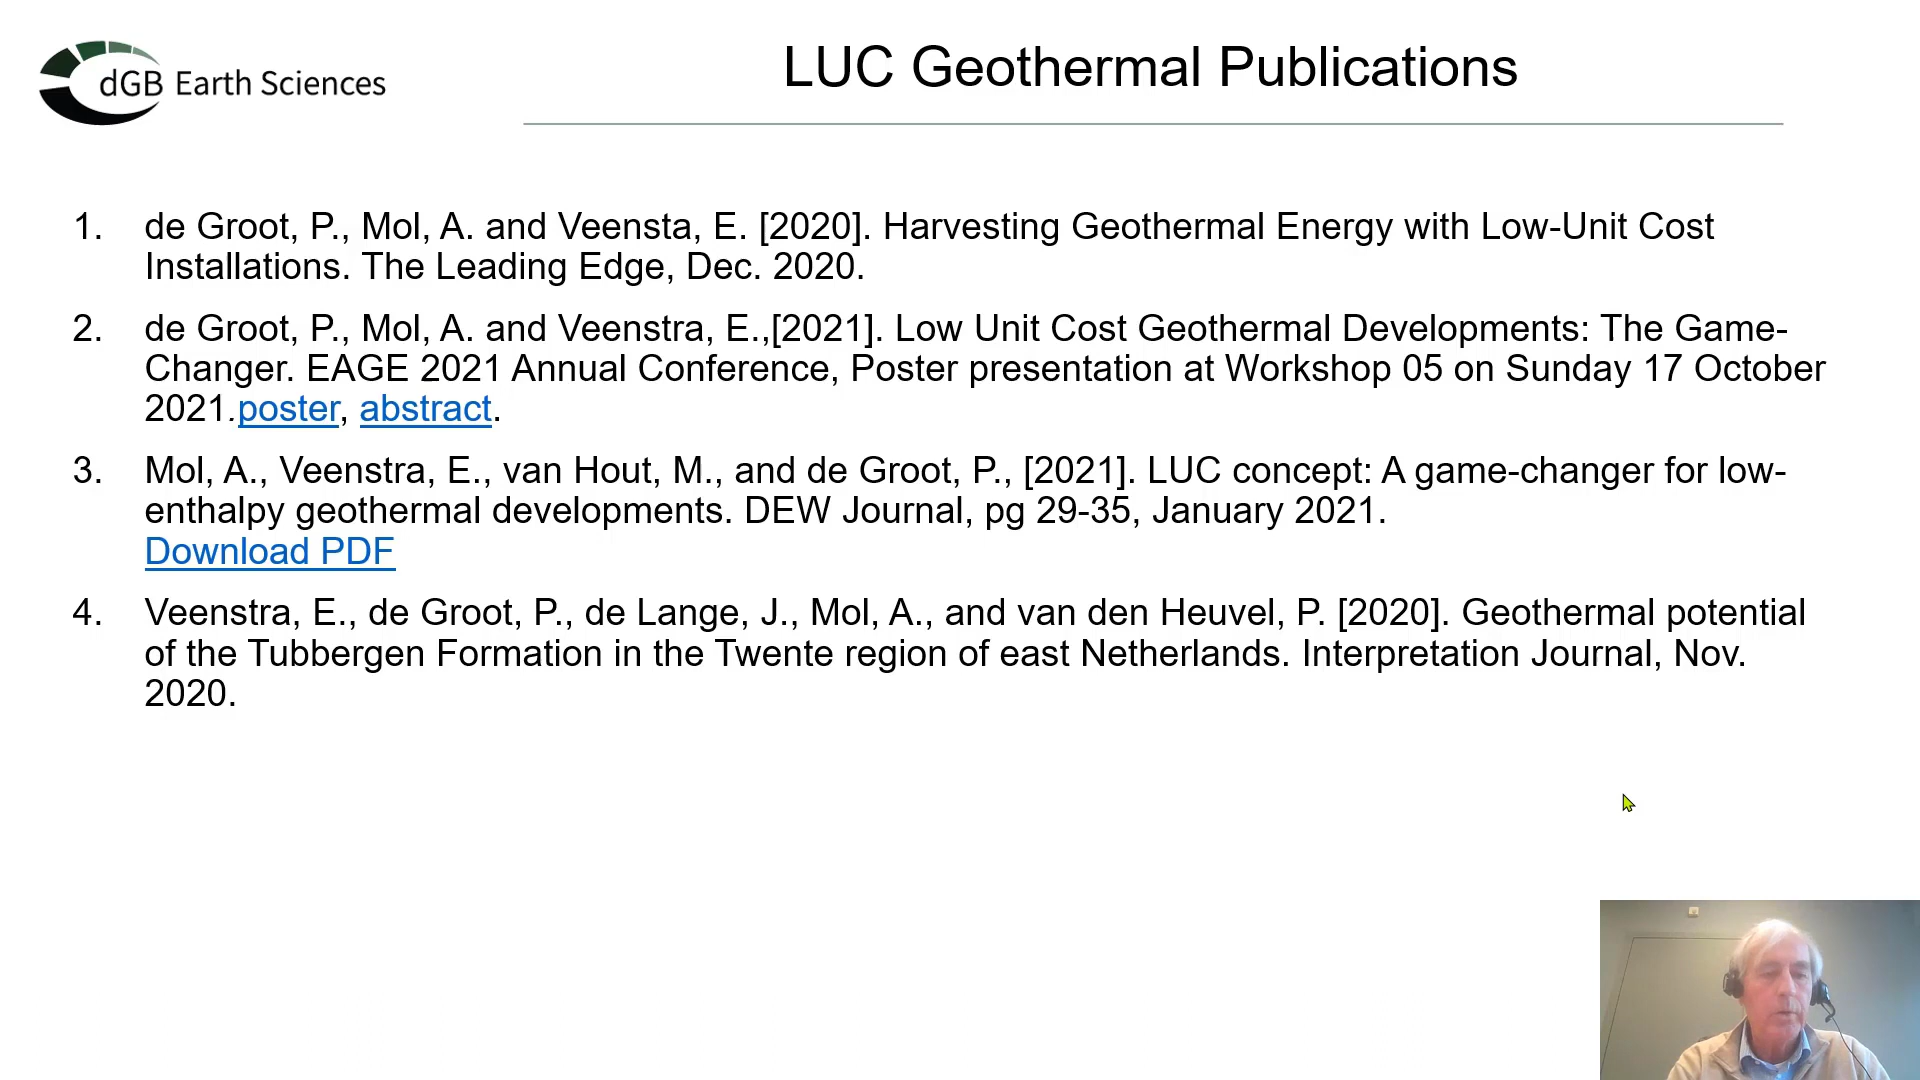 dGB Earth Sciences
LUC Geothermal Publications
1. de Groot, P., Mol, A. and Veensta, E. [2020]. Harvesting Geothermal Energy with Low-Unit Cost
Installations. The Leading Edge, Dec. 2020.
2. de Groot, P., Mol, A. and Veenstra, E.,[2021]. Low Unit Cost Geothermal Developments: The Game-
Changer. EAGE 2021 Annual Conference, Poster presentation at Workshop 05 on Sunday 17 October
2021.poster, abstract.
3. Mol, A., Veenstra, E., van Hout, M., and de Groot, P., [2021]. LUC concept: A game-changer for low-
enthalpy geothermal developments. DEW Journal, pg 29-35, January 2021.
Download PDF
4. Veenstra, E., de Groot, P., de Lange, J., Mol, A., and van den Heuvel, P. [2020]. Geothermal potential
of the Tubbergen Formation in the Twente region of east Netherlands. Interpretation Journal, Nov.
2020.